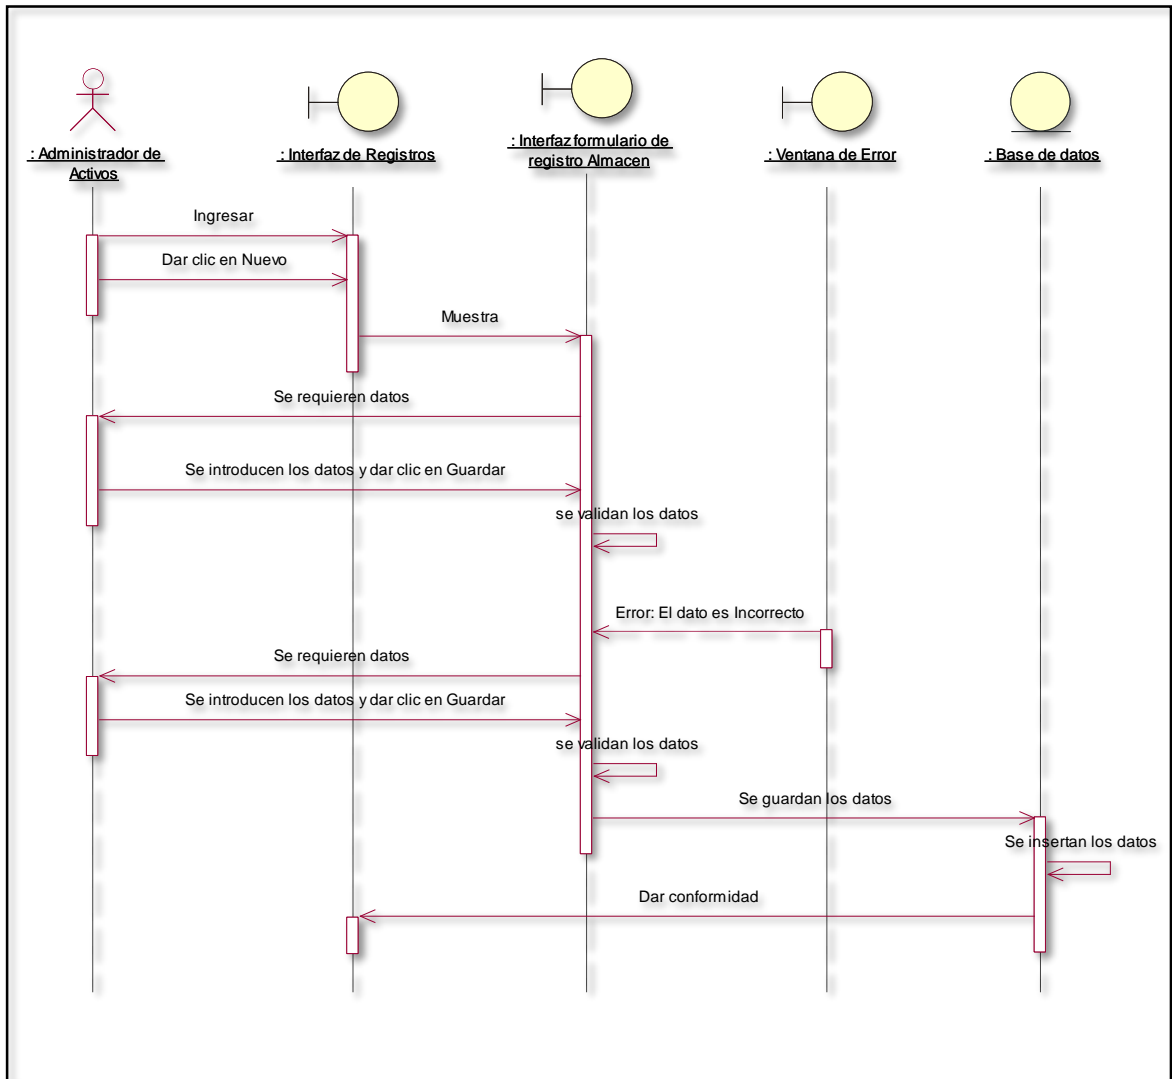 : Administrador de
Activos
: Interfaz de Registros
: Interfaz formulario de
registro Almacen
: Ventana de Error
: Base de datos
Ingresar
Dar clic en Nuevo
Muestra
Se requieren datos
Se introducen los datos y dar clic en Guardar
se validan los datos
Error: El dato es Incorrecto
Se requieren datos
Se introducen los datos y dar clic en Guardar
se validan los datos
Se guardan los datos
Se insertan los datos
Dar conformidad